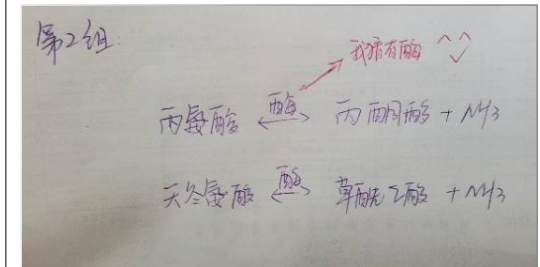 第2组:
我猜有酶 ^^
丙氨酸 ⇌ 酶 丙酮酸 + NH3
天冬氨酸 ⇌ 酶 草酰乙酸 + NH3